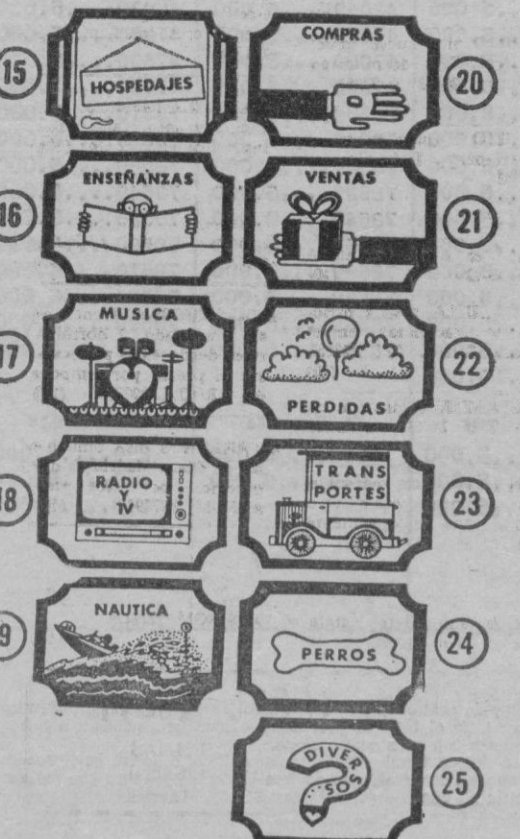 15
HOSPEDAJES
COMPRAS
20
16
ENSEÑANZAS
VENTAS
21
17
MUSICA
PERDIDAS
22
18
RADIO
Y
TV
TRANS
PORTES
23
9
NAUTICA
PERROS
24
DIVER
SOS
25